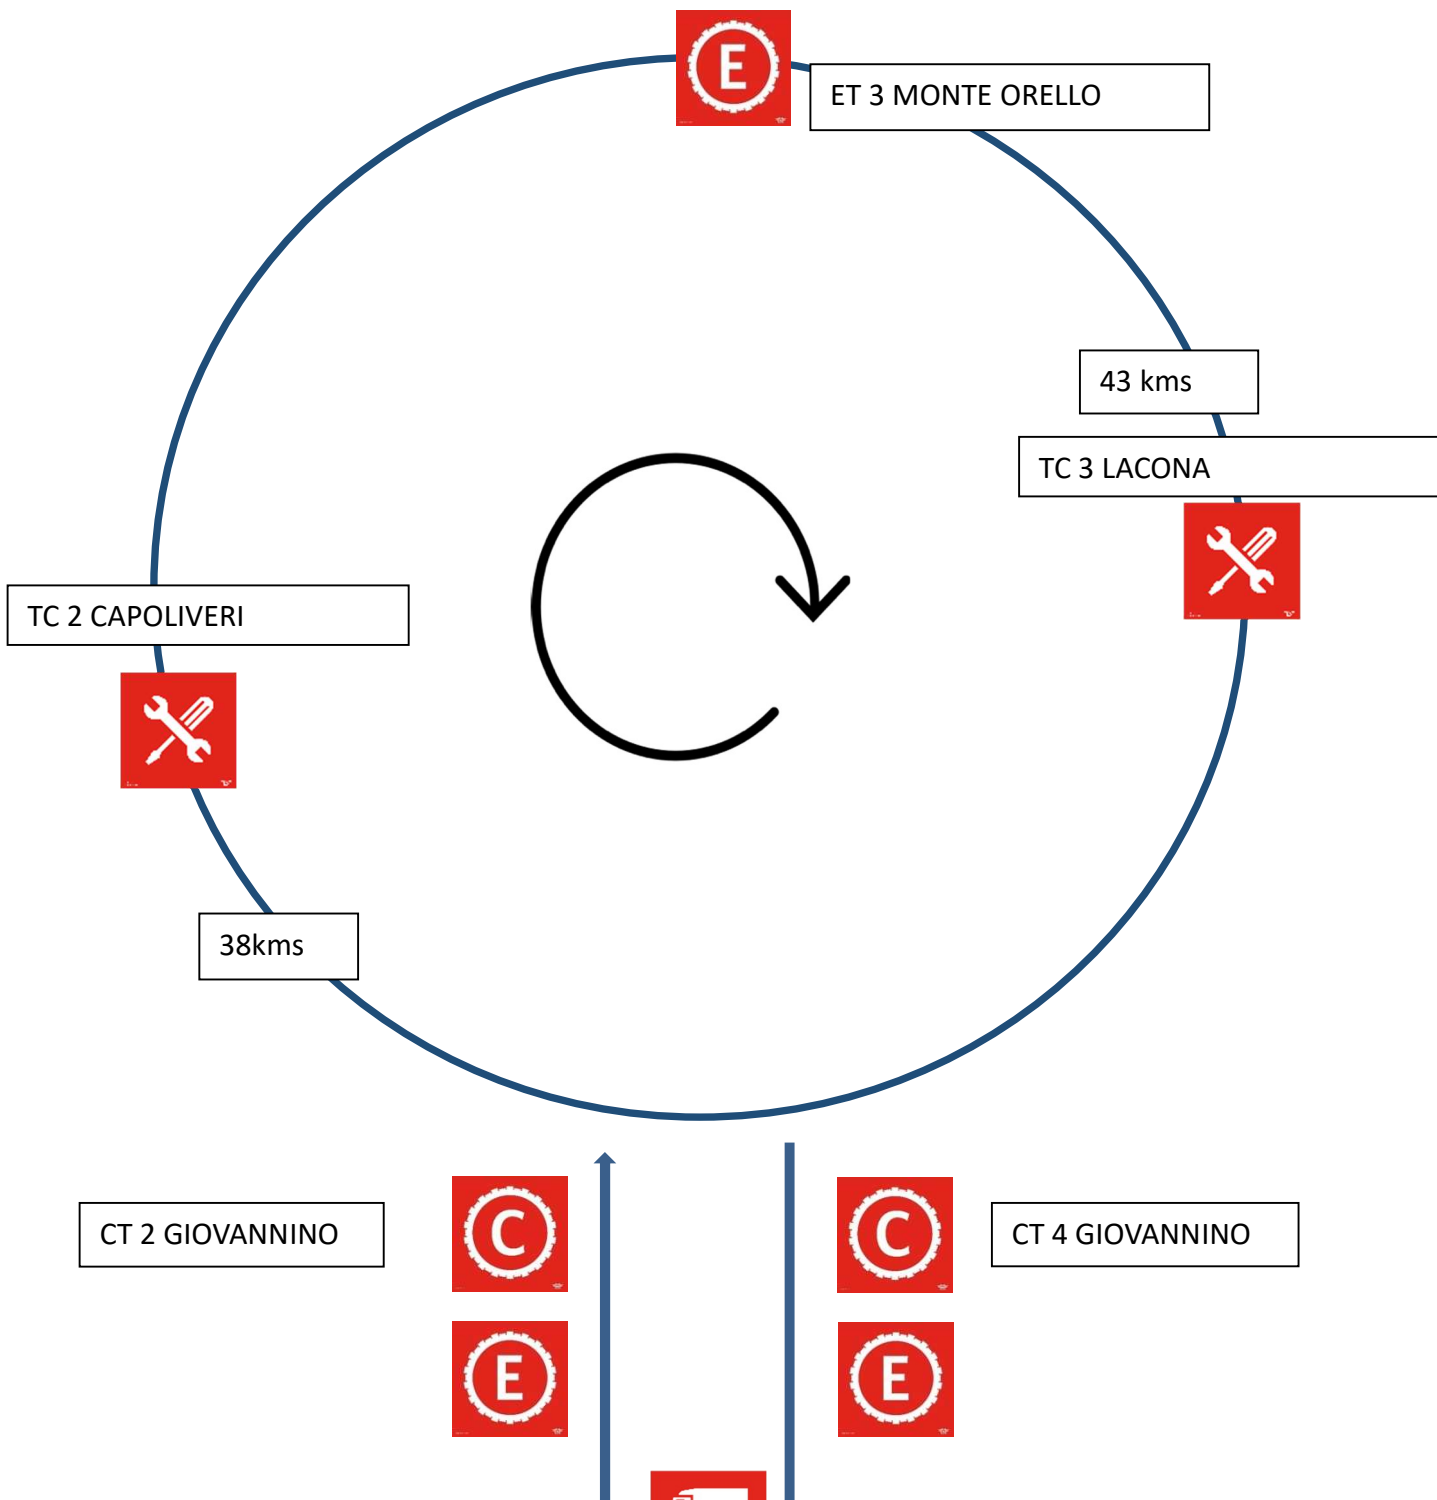 E
ET 3 MONTE ORELLO
43 kms
TC 3 LACONA
TC 2 CAPOLIVERI
38kms
CT 2 GIOVANNINO
C
C
CT 4 GIOVANNINO
E
E